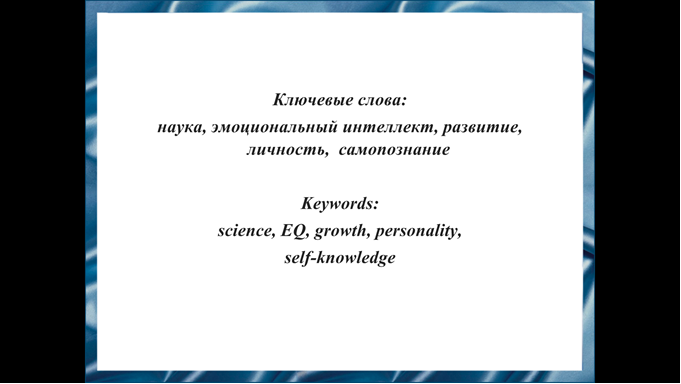 Ключевые слова:
наука, эмоциональный интеллект, развитие,
личность, самопознание
Keywords:
science, EQ, growth, personality,
self-knowledge